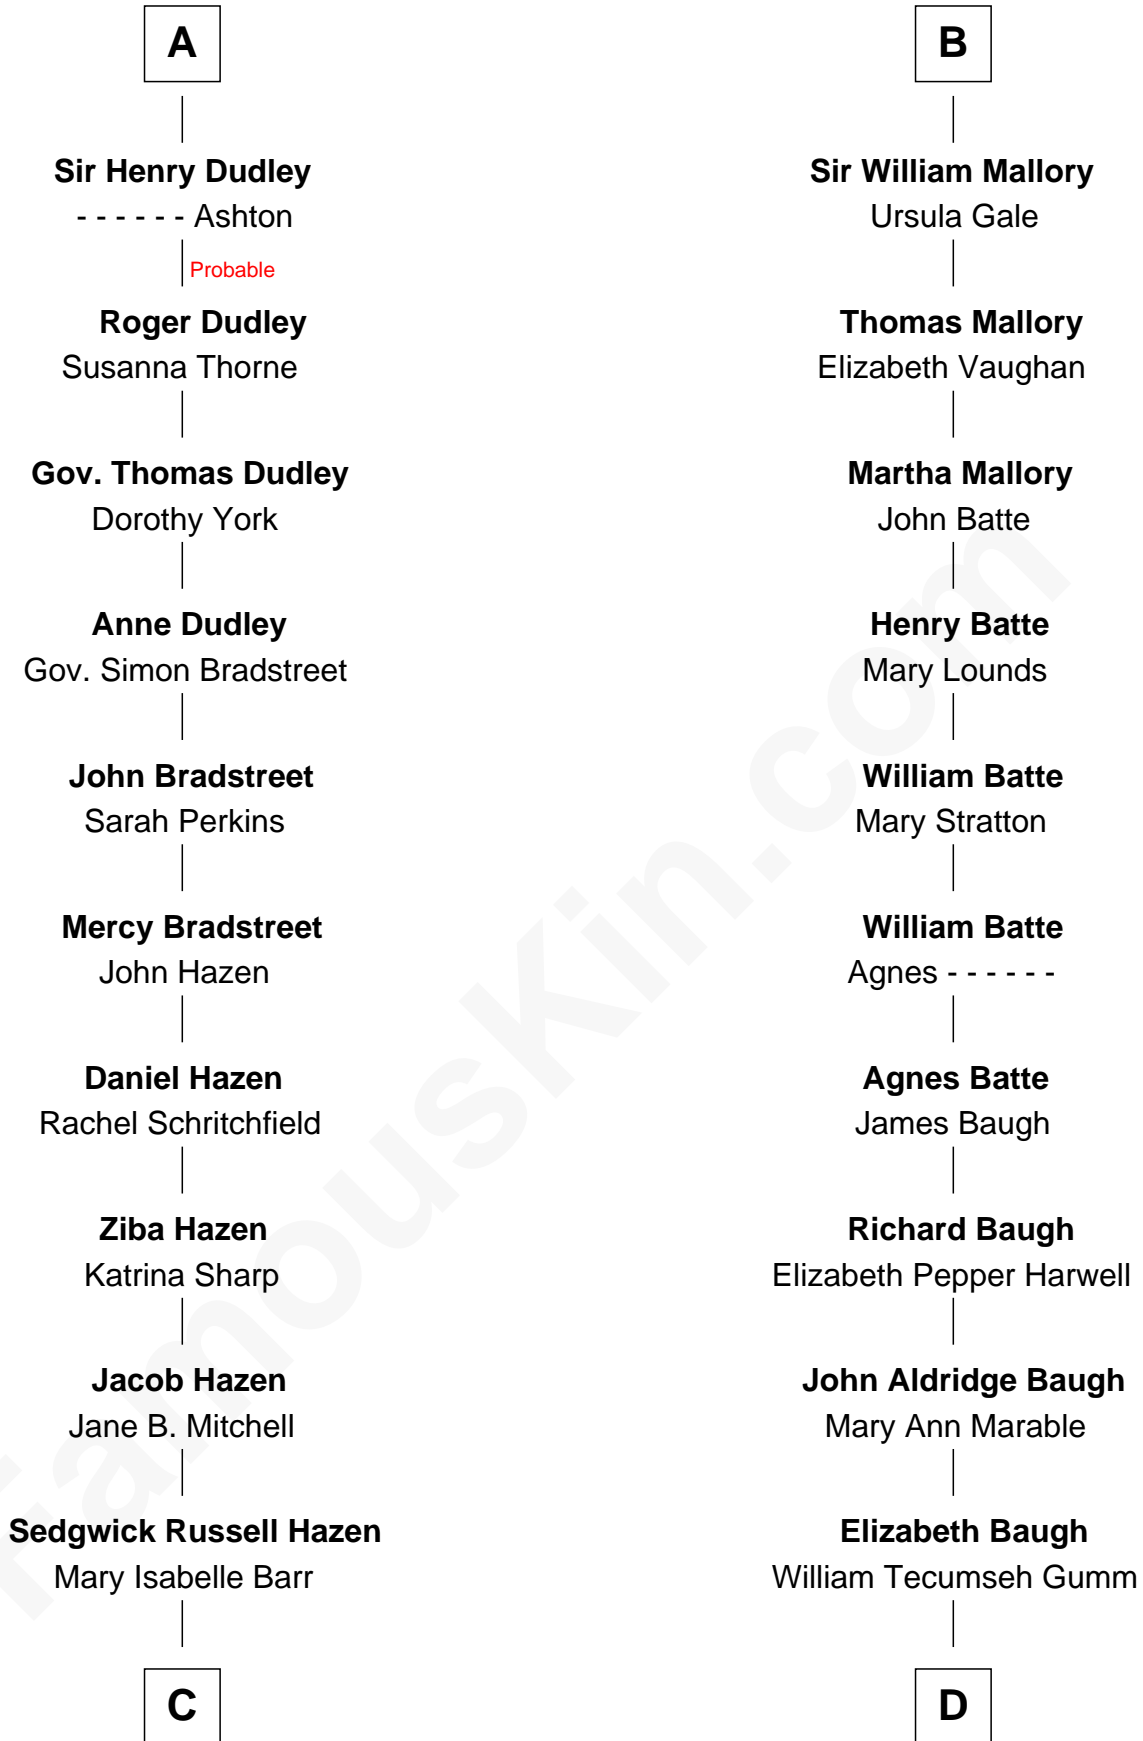 A
Sir Henry Dudley
- - - - - - Ashton
Probable
Roger Dudley
Susanna Thorne
Gov. Thomas Dudley
Dorothy York
Anne Dudley
Gov. Simon Bradstreet
John Bradstreet
Sarah Perkins
Mercy Bradstreet
John Hazen
Daniel Hazen
Rachel Schritchfield
Ziba Hazen
Katrina Sharp
Jacob Hazen
Jane B. Mitchell
Sedgwick Russell Hazen
Mary Isabelle Barr
C
B
Sir William Mallory
Ursula Gale
Thomas Mallory
Elizabeth Vaughan
Martha Mallory
John Batte
Henry Batte
Mary Lounds
William Batte
Mary Stratton
William Batte
Agnes - - - - - -
Agnes Batte
James Baugh
Richard Baugh
Elizabeth Pepper Harwell
John Aldridge Baugh
Mary Ann Marable
Elizabeth Baugh
William Tecumseh Gumm
D
FamousKin.com